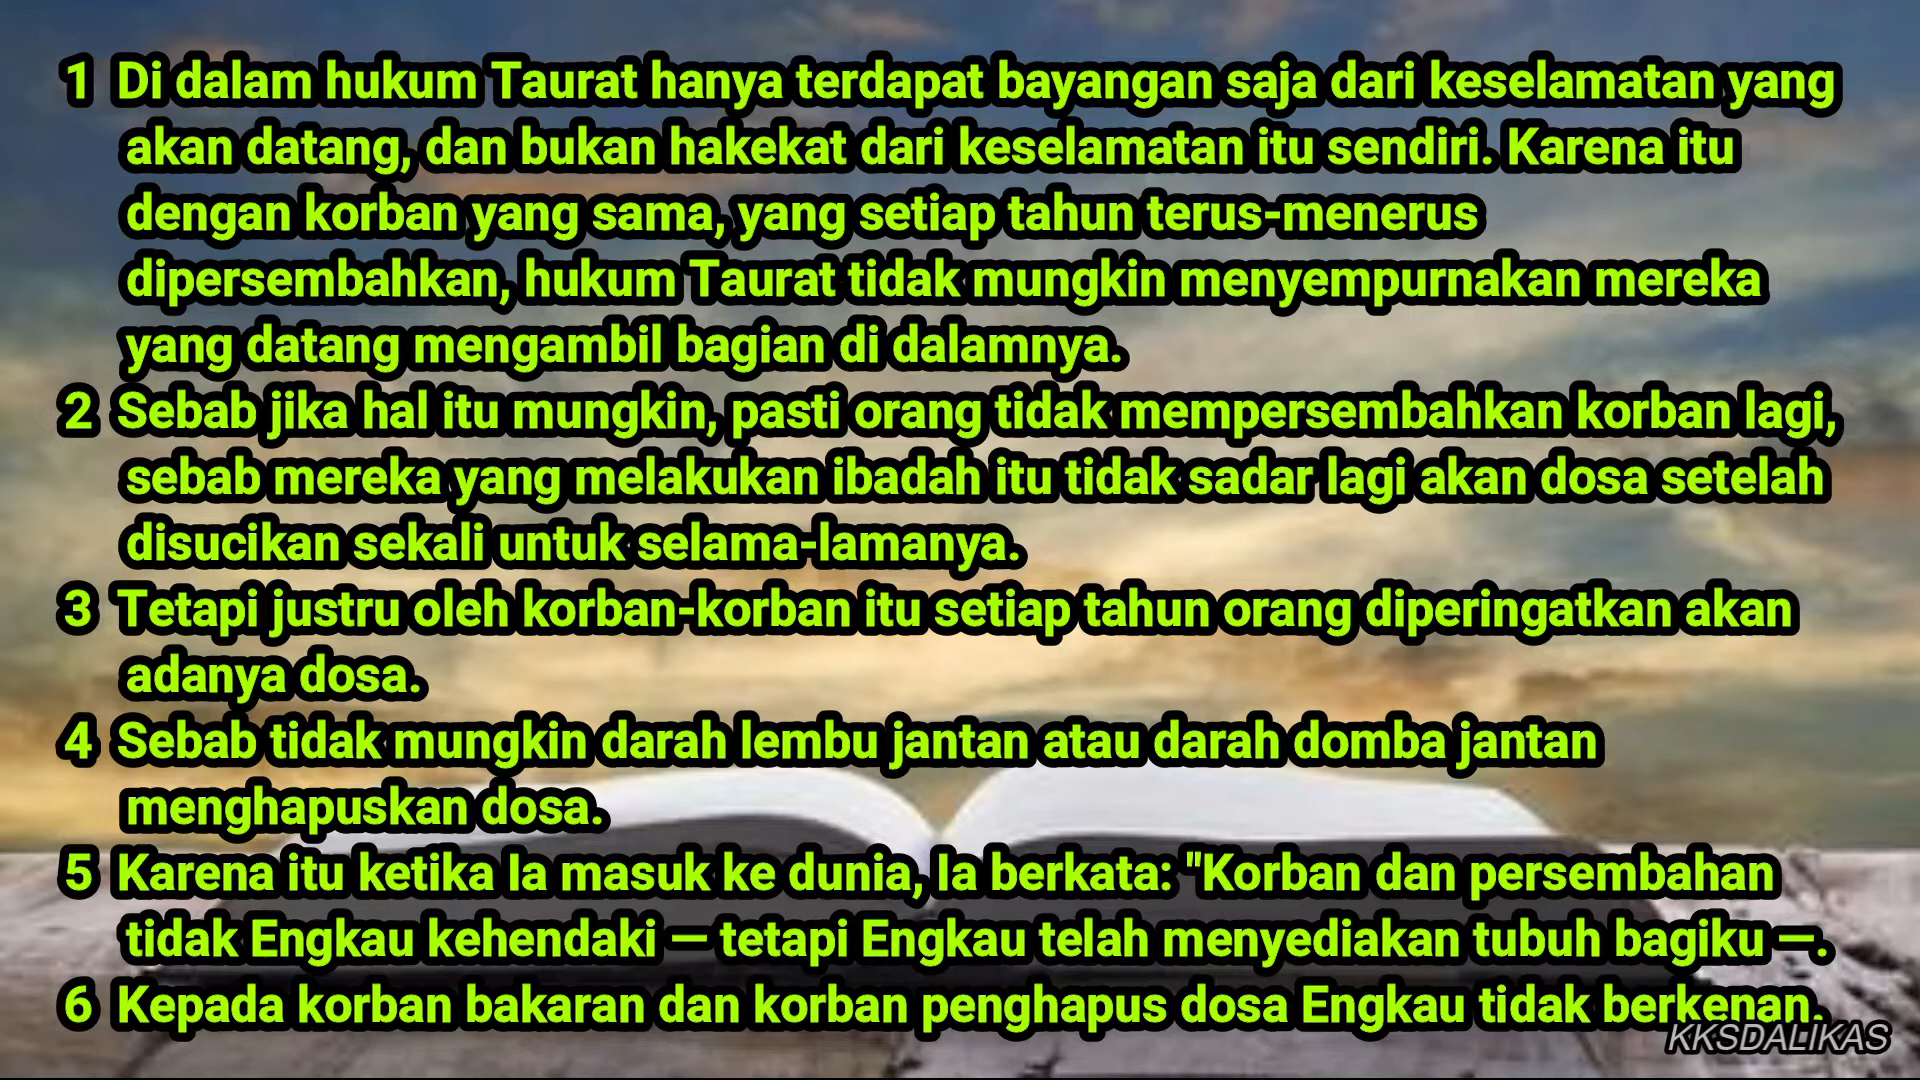 1 Di dalam hukum Taurat hanya terdapat bayangan saja dari keselamatan yang
akan datang, dan bukan hakekat dari keselamatan itu sendiri. Karena itu
dengan korban yang sama, yang setiap tahun terus-menerus
dipersembahkan, hukum Taurat tidak mungkin menyempurnakan mereka
yang datang mengambil bagian di dalamnya.
2 Sebab jika hal itu mungkin, pasti orang tidak mempersembahkan korban lagi,
sebab mereka yang melakukan ibadah itu tidak sadar lagi akan dosa setelah
disucikan sekali untuk selama-lamanya.
3 Tetapi justru oleh korban-korban itu setiap tahun orang diperingatkan akan
adanya dosa.
4 Sebab tidak mungkin darah lembu jantan atau darah domba jantan
menghapuskan dosa.
5 Karena itu ketika Ia masuk ke dunia, Ia berkata: "Korban dan persembahan
tidak Engkau kehendaki — tetapi Engkau telah menyediakan tubuh bagiku —.
6 Kepada korban bakaran dan korban penghapus dosa Engkau tidak berkenan.
KKSDALIKAS